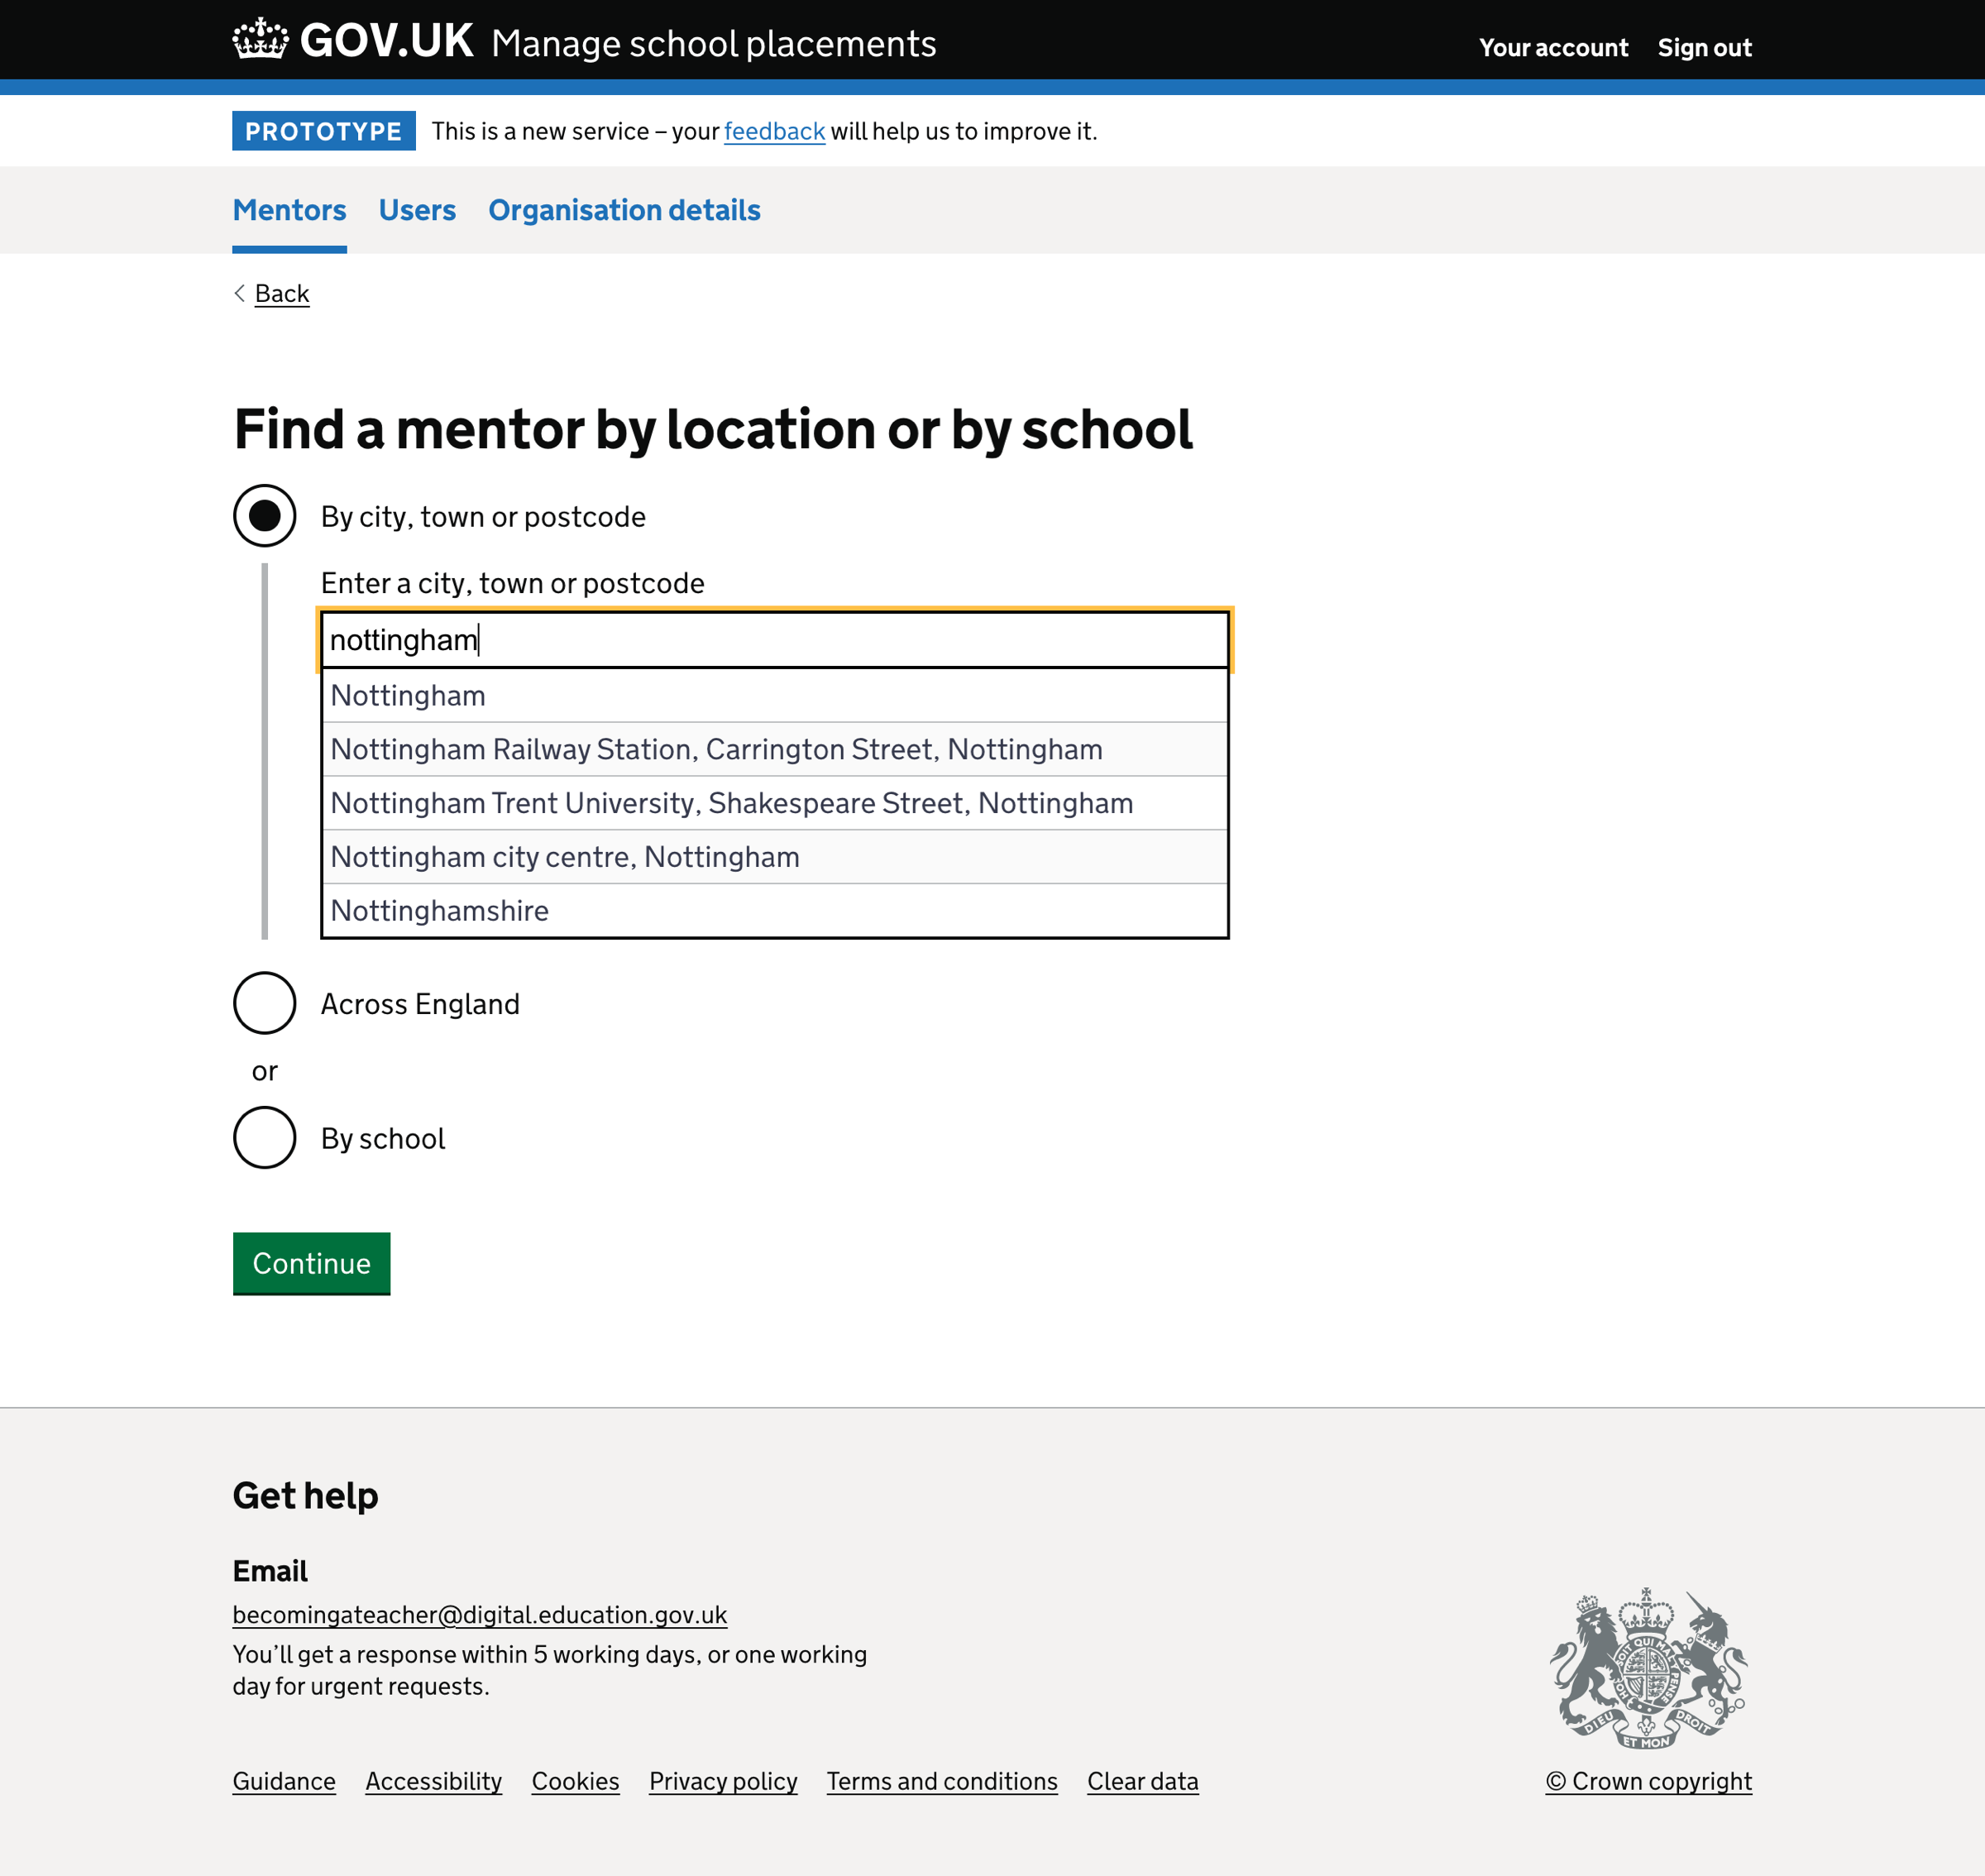 GOV.UK Manage school placements
Your account Sign out
PROTOTYPE This is a new service – your feedback will help us to improve it.
Mentors Users Organisation details
Back
Find a mentor by location or by school
By city, town or postcode
Enter a city, town or postcode
nottingham
Nottingham
Nottingham Railway Station, Carrington Street, Nottingham
Nottingham Trent University, Shakespeare Street, Nottingham
Nottingham city centre, Nottingham
Nottinghamshire
Across England
or
By school
Continue
Get help
Email
becomingateacher@digital.education.gov.uk
You’ll get a response within 5 working days, or one working
day for urgent requests.
DIEU ET MON DROIT
Guidance Accessibility Cookies Privacy policy Terms and conditions Clear data
© Crown copyright